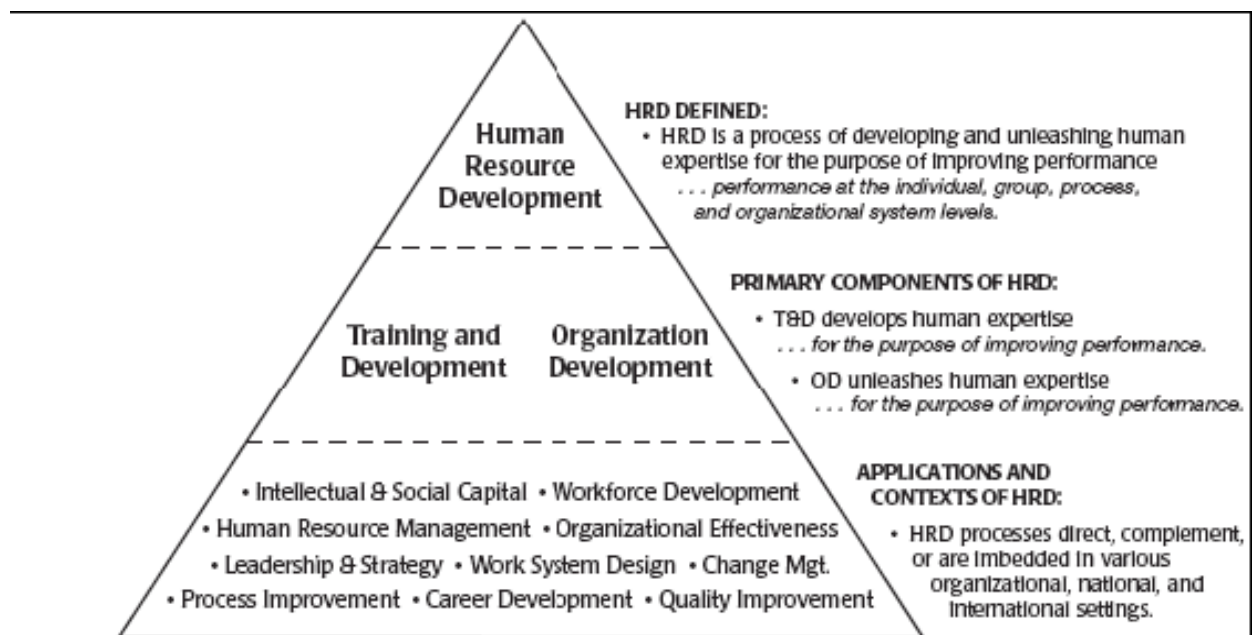 Human
Resource
Development
HRD DEFINED:
• HRD is a process of developing and unleashing human
expertise for the purpose of improving performance
. . . performance at the individual, group, process,
and organizational system levels.
Training and
Development
Organization
Development
PRIMARY COMPONENTS OF HRD:
• T&D develops human expertise
. . . for the purpose of improving performance.
• OD unleashes human expertise
. . . for the purpose of improving performance.
• Intellectual & Social Capital • Workforce Development
• Human Resource Management • Organizational Effectiveness
• Leadership & Strategy • Work System Design • Change Mgt.
• Process Improvement • Career Development • Quality Improvement
APPLICATIONS AND
CONTEXTS OF HRD:
• HRD processes direct, complement,
or are imbedded in various
organizational, national, and
international settings.